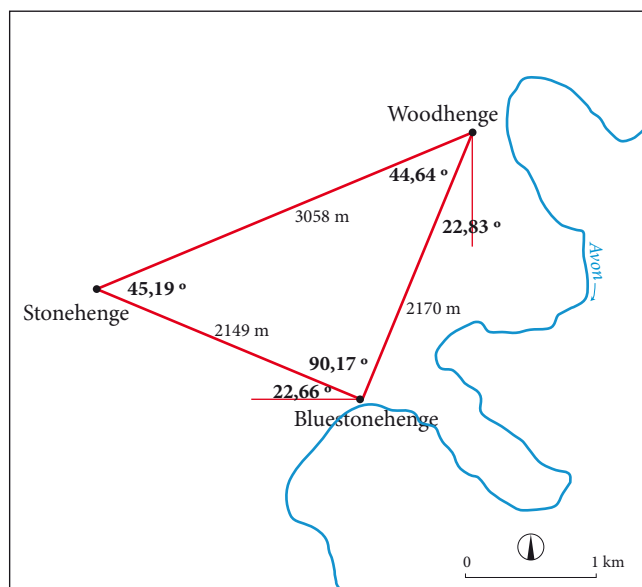 Woodhenge
44,64 º
3058 m
22,83 º
Avon
45,19 º
Stonehenge
2149 m
2170 m
90,17 º
22,66 º
Bluestonehenge
0
1 km